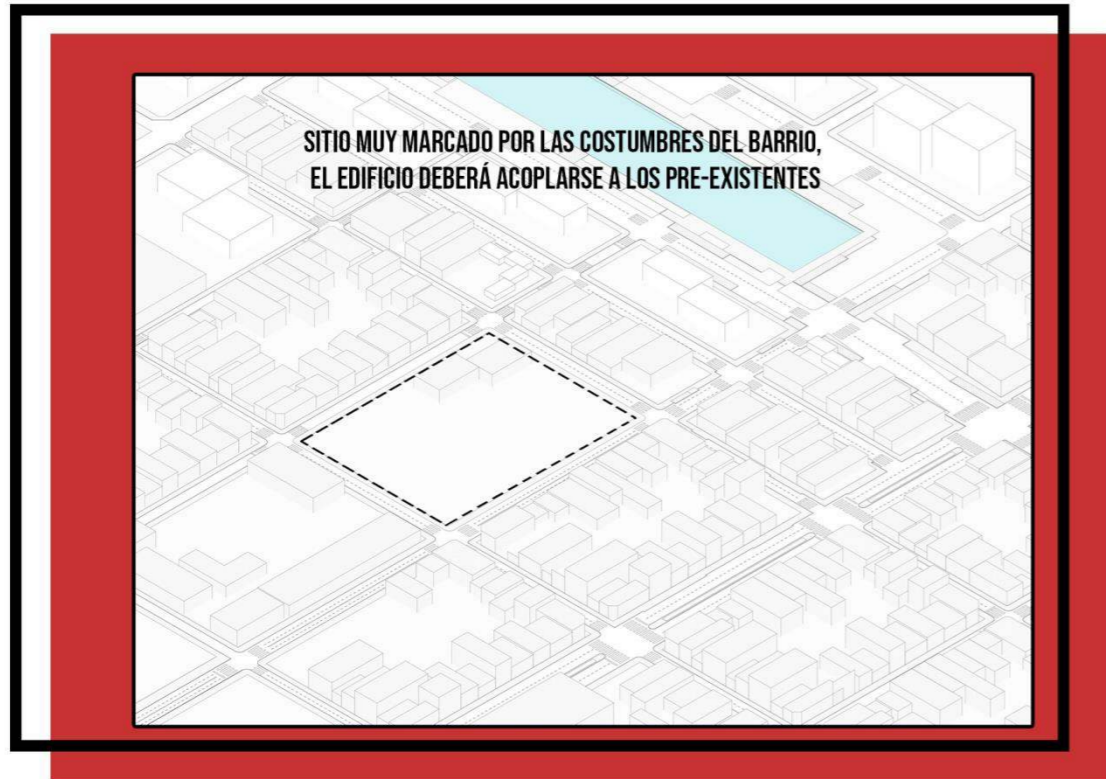 SITIO MUY MARCADO POR LAS COSTUMBRES DEL BARRIO,
EL EDIFICIO DEBERÁ ACOPLARSE A LOS PRE-EXISTENTES